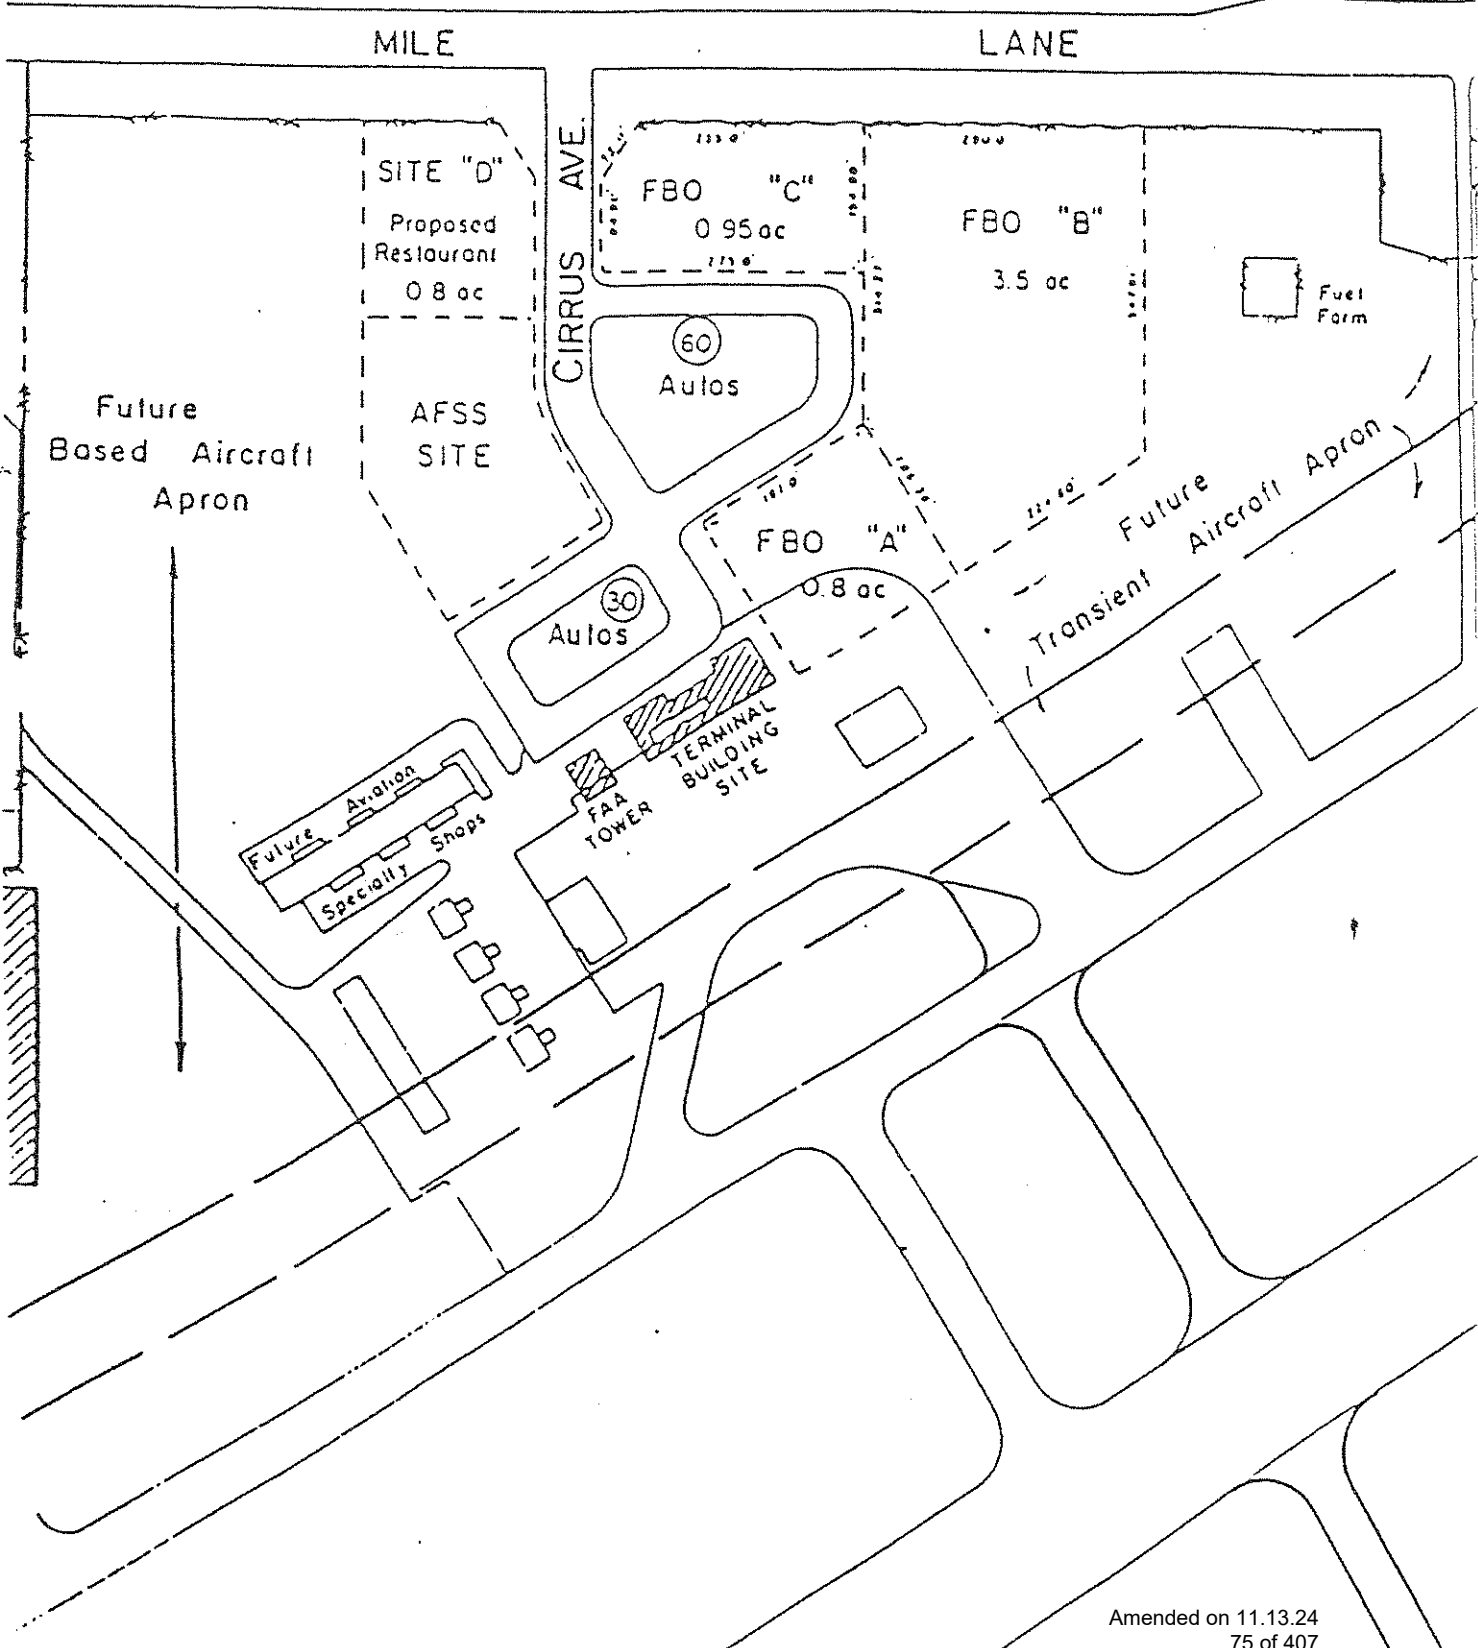 MILE LANE
CIRRUS AVE.
SITE "D"
Proposed
Restaurant
0.8 ac
FBO "C"
0.95 ac
FBO "B"
3.5 ac
Fuel
Farm
60
Autos
AFSS
SITE
Future
Based Aircraft
Apron
FBO "A"
0.8 ac
Future
Transient Aircraft Apron
30
Autos
TERMINAL
BUILDING
SITE
FAA
TOWER
Future Aviation
Specialty Shops
Amended on 11.13.24
75 of 407